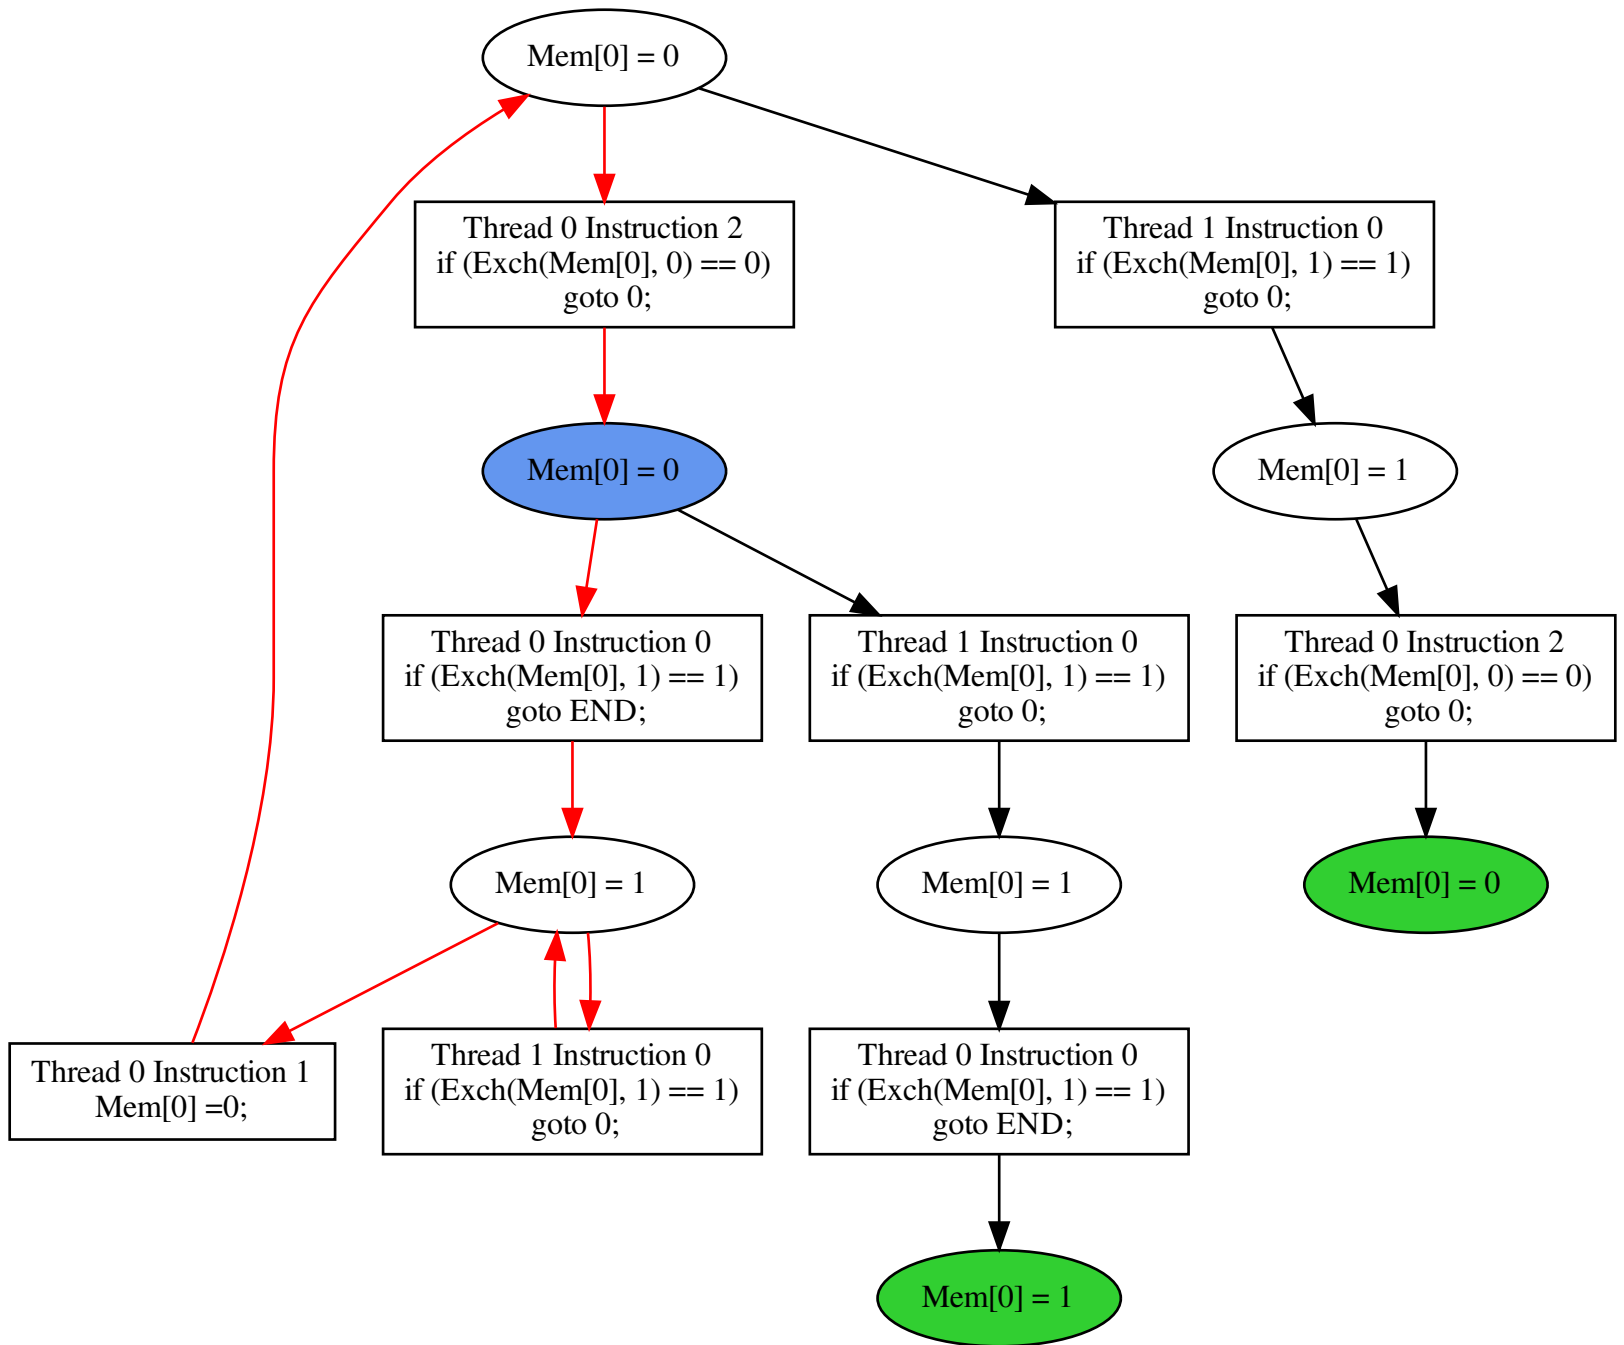 Mem[0] = 0
Thread 0 Instruction 2
if (Exch(Mem[0], 0) == 0)
goto 0;
Thread 1 Instruction 0
if (Exch(Mem[0], 1) == 1)
goto 0;
Mem[0] = 0
Mem[0] = 1
Thread 0 Instruction 0
if (Exch(Mem[0], 1) == 1)
goto END;
Thread 1 Instruction 0
if (Exch(Mem[0], 1) == 1)
goto 0;
Thread 0 Instruction 2
if (Exch(Mem[0], 0) == 0)
goto 0;
Mem[0] = 1
Mem[0] = 1
Mem[0] = 0
Thread 0 Instruction 1
Mem[0] =0;
Thread 1 Instruction 0
if (Exch(Mem[0], 1) == 1)
goto 0;
Thread 0 Instruction 0
if (Exch(Mem[0], 1) == 1)
goto END;
Mem[0] = 1